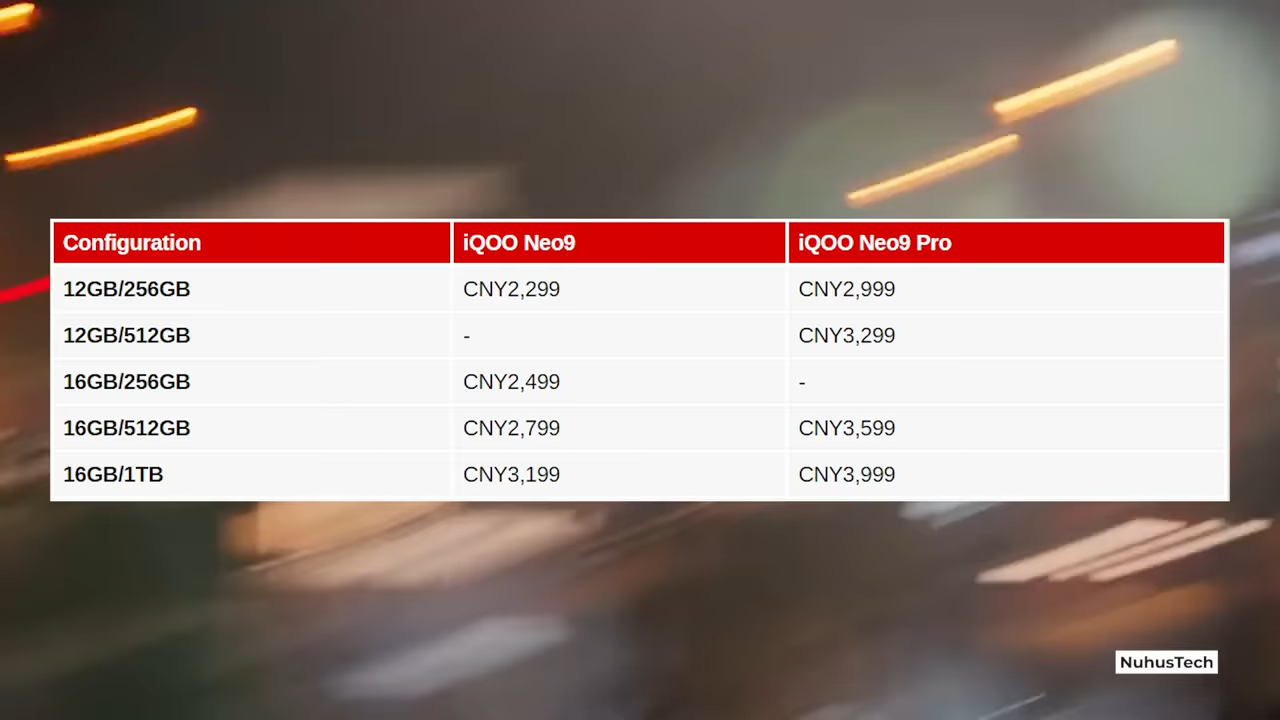 Configuration iQOO Neo9 iQOO Neo9 Pro
12GB/256GB CNY2,299 CNY2,999
12GB/512GB - CNY3,299
16GB/256GB CNY2,499 -
16GB/512GB CNY2,799 CNY3,599
16GB/1TB CNY3,199 CNY3,999
NuhusTech